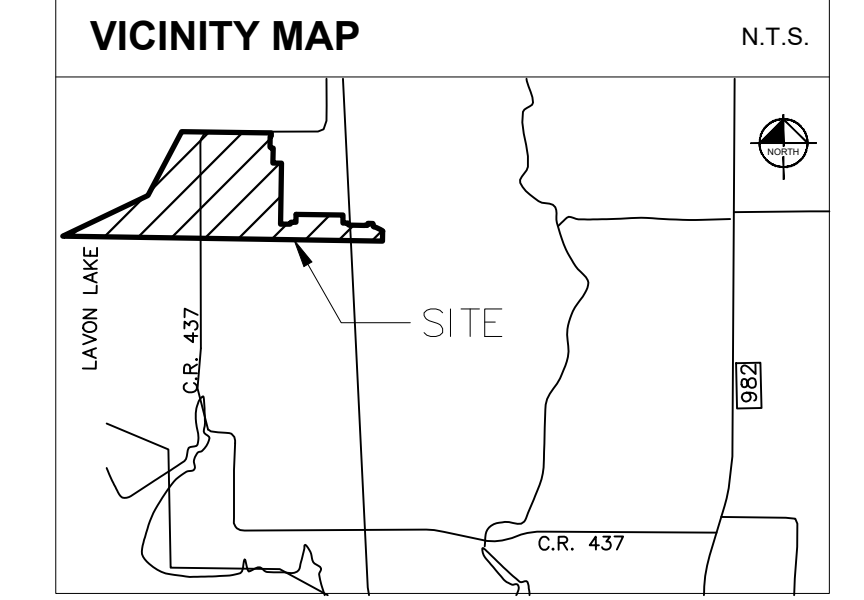 VICINITY MAP
N.T.S.
NORTH
LAVON LAKE
C.R. 437
SITE
982
C.R. 437